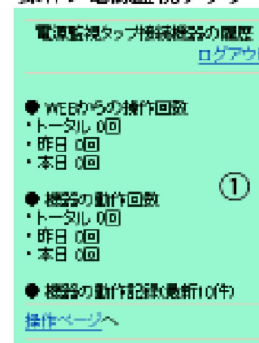 電源監視タップ接続機器の履歴
ログアウ
● WEBからの操作回数
・トータル 0回
・昨日 0回
・本日 0回
①
● 機器の動作回数
・トータル 0回
・昨日 0回
・本日 0回
● 機器の動作記録(最新10件)
操作ページへ